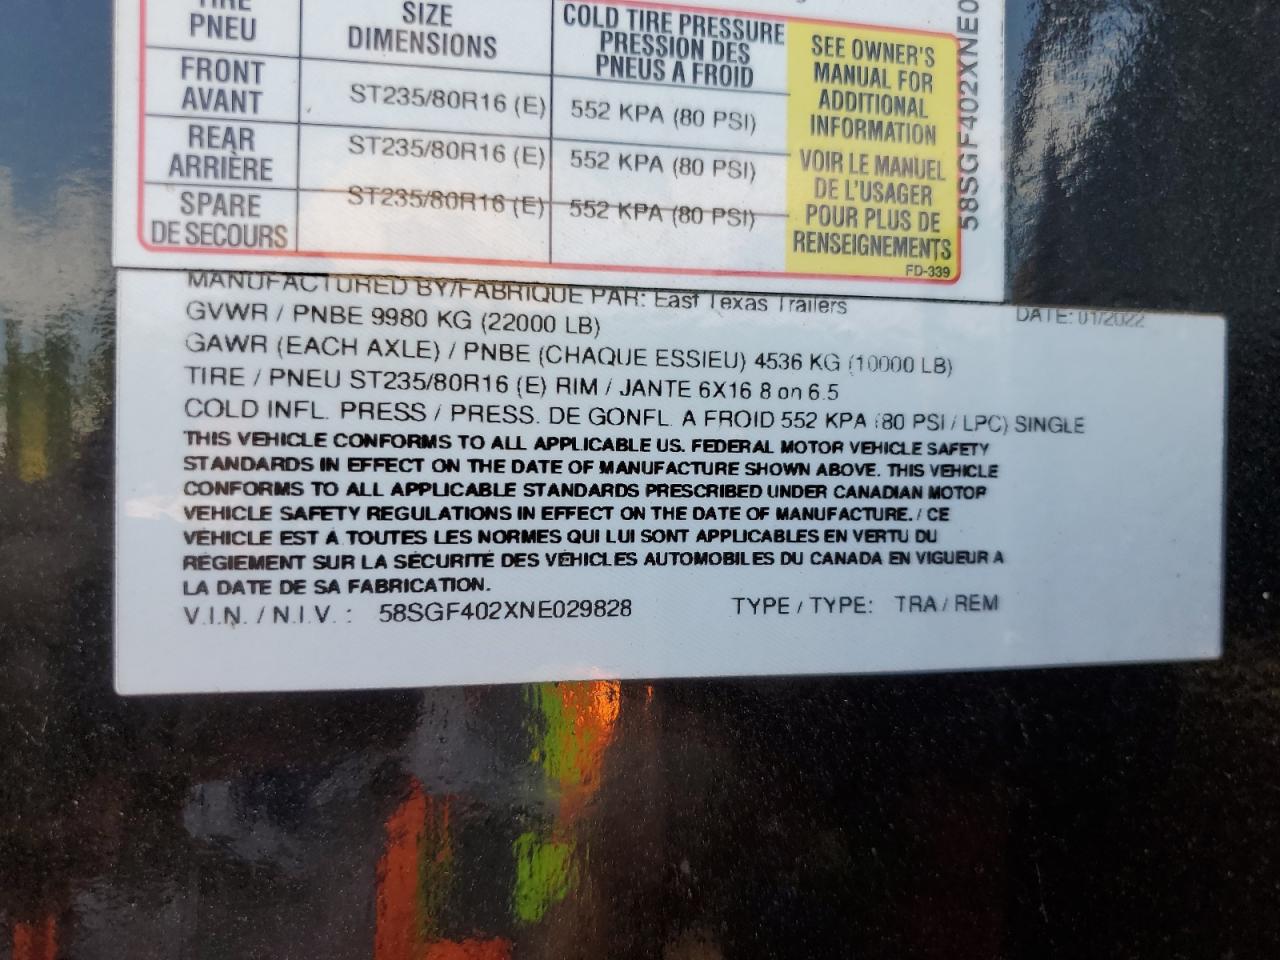 TIRE
PNEU
SIZE
DIMENSIONS
COLD TIRE PRESSURE
PRESSION DES
PNEUS A FROID
SEE OWNER'S
MANUAL FOR
ADDITIONAL
INFORMATION
VOIR LE MANUEL
DE L'USAGER
POUR PLUS DE
RENSEIGNEMENTS
FD-339
FRONT
AVANT
ST235/80R16 (E)
552 KPA (80 PSI)
REAR
ARRIÈRE
ST235/80R16 (E)
552 KPA (80 PSI)
SPARE
DE SECOURS
ST235/80R16 (E)
552 KPA (80 PSI)
58SGF402XNE0
MANUFACTURED BY/FABRIQUE PAR: East Texas Trailers
DATE: 01/2022
GVWR / PNBE 9980 KG (22000 LB)
GAWR (EACH AXLE) / PNBE (CHAQUE ESSIEU) 4536 KG (10000 LB)
TIRE / PNEU ST235/80R16 (E) RIM / JANTE 6X16 8 on 6.5
COLD INFL. PRESS / PRESS. DE GONFL. A FROID 552 KPA (80 PSI / LPC) SINGLE
THIS VEHICLE CONFORMS TO ALL APPLICABLE US. FEDERAL MOTOR VEHICLE SAFETY
STANDARDS IN EFFECT ON THE DATE OF MANUFACTURE SHOWN ABOVE. THIS VEHICLE
CONFORMS TO ALL APPLICABLE STANDARDS PRESCRIBED UNDER CANADIAN MOTOR
VEHICLE SAFETY REGULATIONS IN EFFECT ON THE DATE OF MANUFACTURE. / CE
VÉHICLE EST A TOUTES LES NORMES QUI LUI SONT APPLICABLES EN VERTU DU
RÉGIEMENT SUR LA SÉCURITÉ DES VÉHICLES AUTOMOBILES DU CANADA EN VIGUEUR A
LA DATE DE SA FABRICATION.
V.I.N. / N.I.V. : 58SGF402XNE029828
TYPE / TYPE: TRA / REM